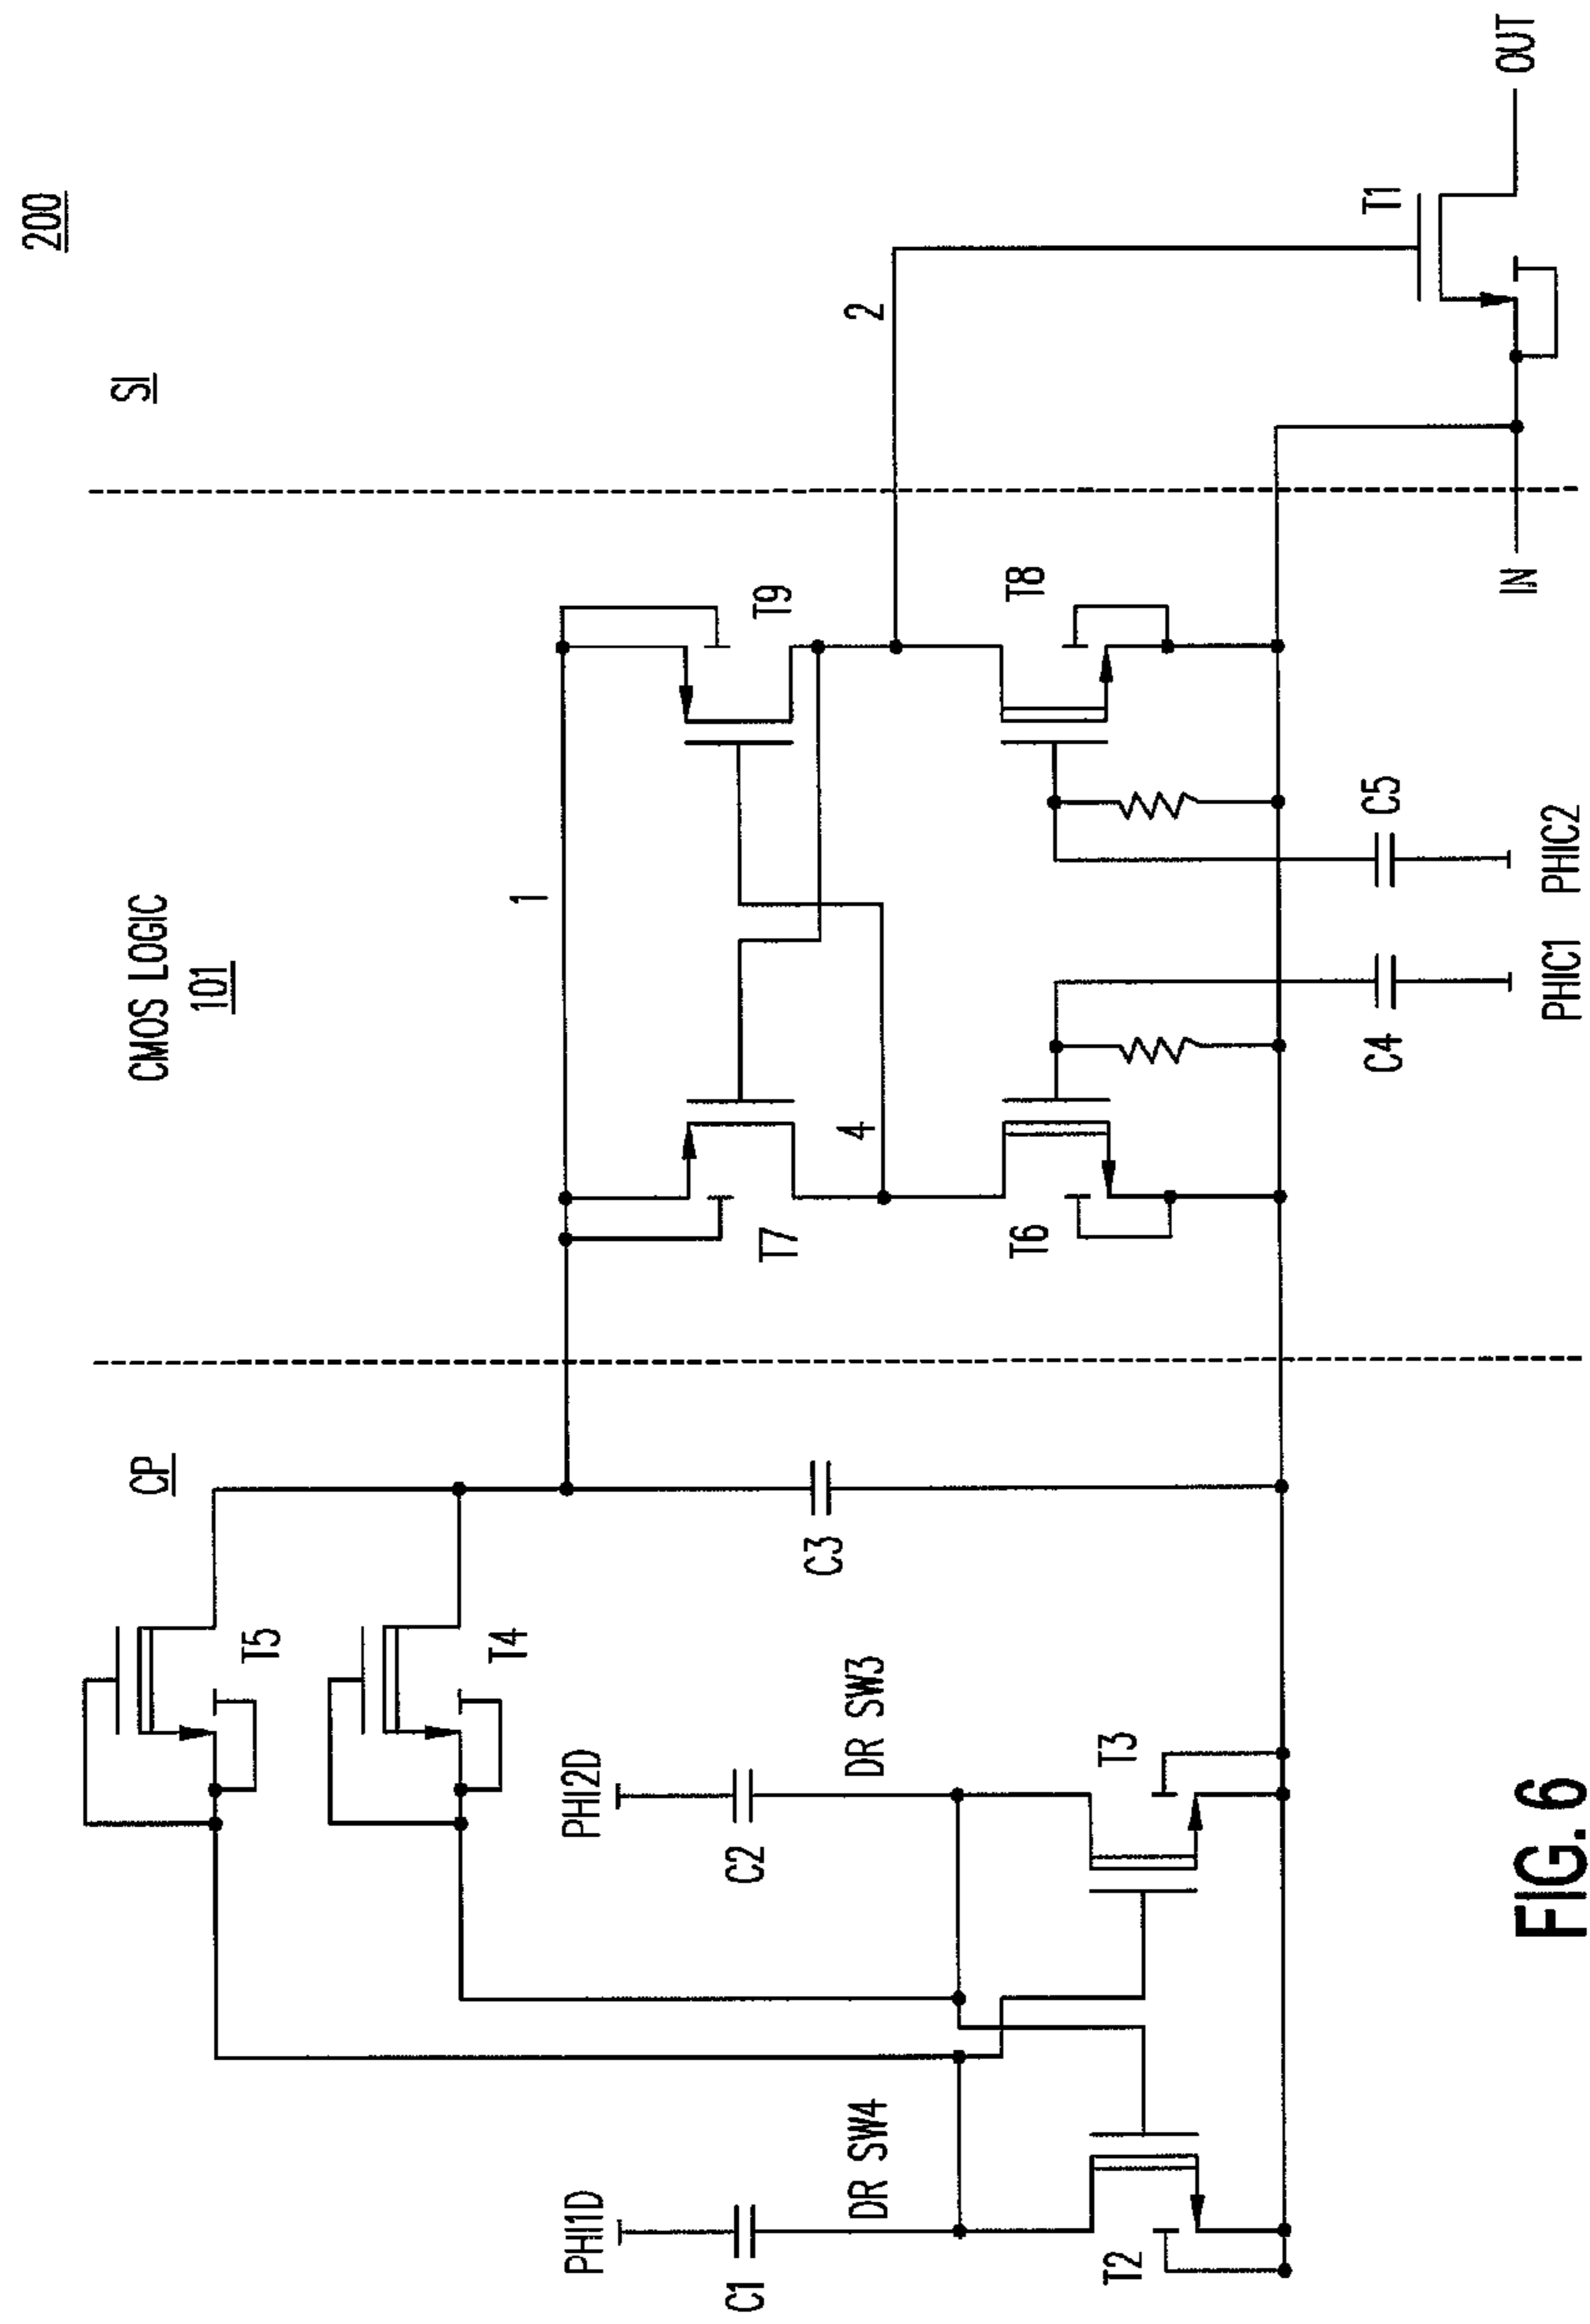 200
CP
CMOS LOGIC
101
SI
T5
T4
1
PHI1D
PHI2D
C1
C2
C3
T7
T9
DR SW4
DR SW3
4
2
T2
T3
T6
T8
C4
C5
T1
PHIC1
PHIC2
IN
OUT
FIG. 6